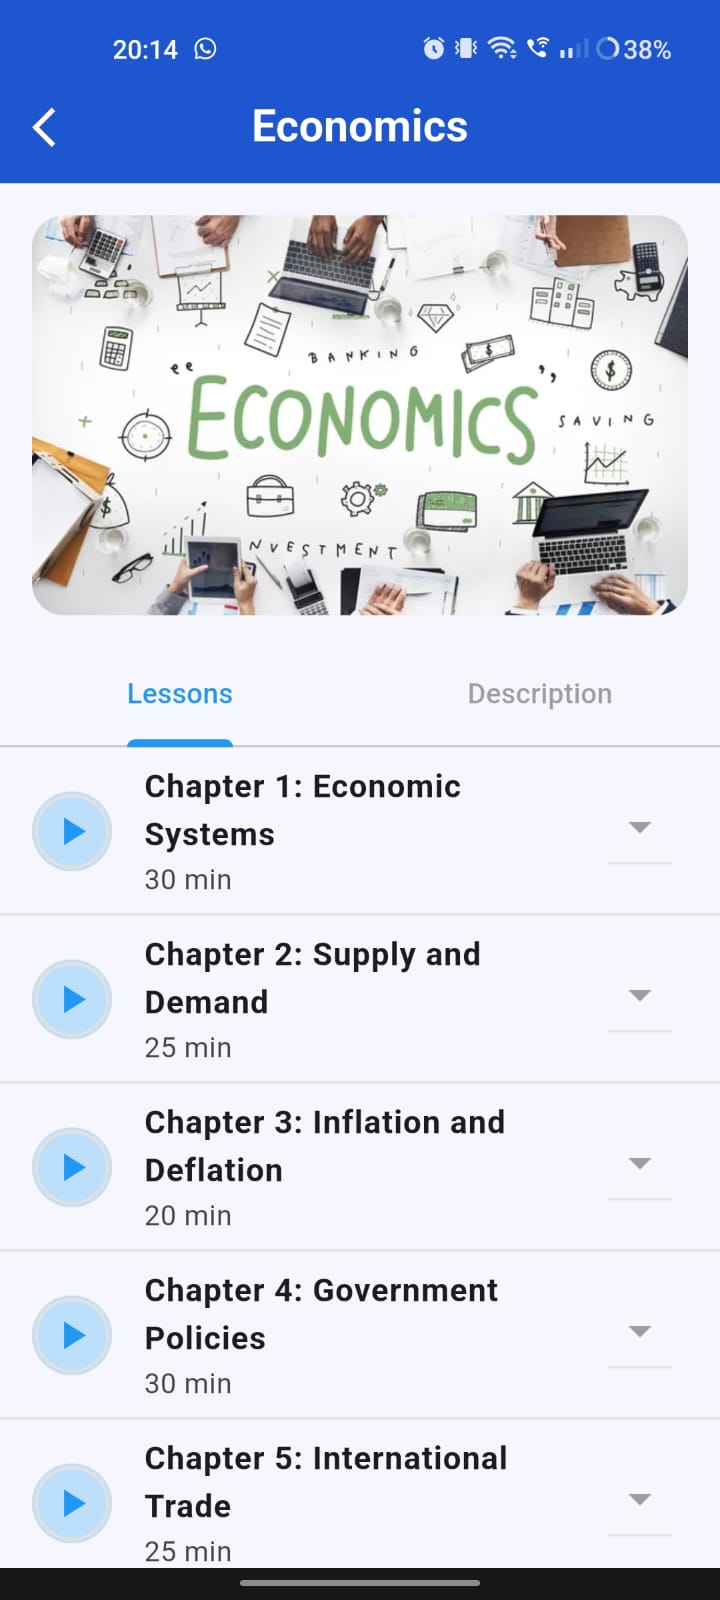 20:14
38%
Economics
BANKING
ECONOMICS
SAVING
NVESTMENT
Lessons
Description
Chapter 1: Economic
Systems
30 min
Chapter 2: Supply and
Demand
25 min
Chapter 3: Inflation and
Deflation
20 min
Chapter 4: Government
Policies
30 min
Chapter 5: International
Trade
25 min